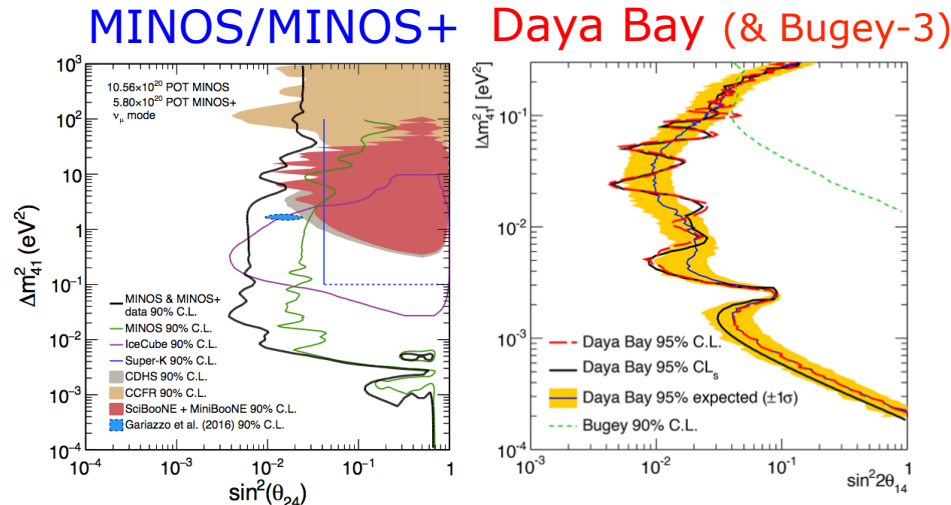 MINOS/MINOS+ Daya Bay (& Bugey-3)
10³
10²
10
1
10⁻¹
10⁻²
10⁻³
10⁻⁴
Δm²₄₁ (eV²)
10.56×10²⁰ POT MINOS
5.80×10²⁰ POT MINOS+
νμ mode
MINOS & MINOS+
data 90% C.L.
MINOS 90% C.L.
IceCube 90% C.L.
Super-K 90% C.L.
CDHS 90% C.L.
CCFR 90% C.L.
SciBooNE + MiniBooNE 90% C.L.
Gariazzo et al. (2016) 90% C.L.
10⁻⁴ 10⁻³ 10⁻² 10⁻¹ 1
sin²(θ₂₄)
|Δm²₄₁| [eV²]
10⁻¹
10⁻²
10⁻³
10⁻⁴
Daya Bay 95% C.L.
Daya Bay 95% CLₛ
Daya Bay 95% expected (±1σ)
Bugey 90% C.L.
10⁻³ 10⁻² 10⁻¹ 1
sin²2θ₁₄